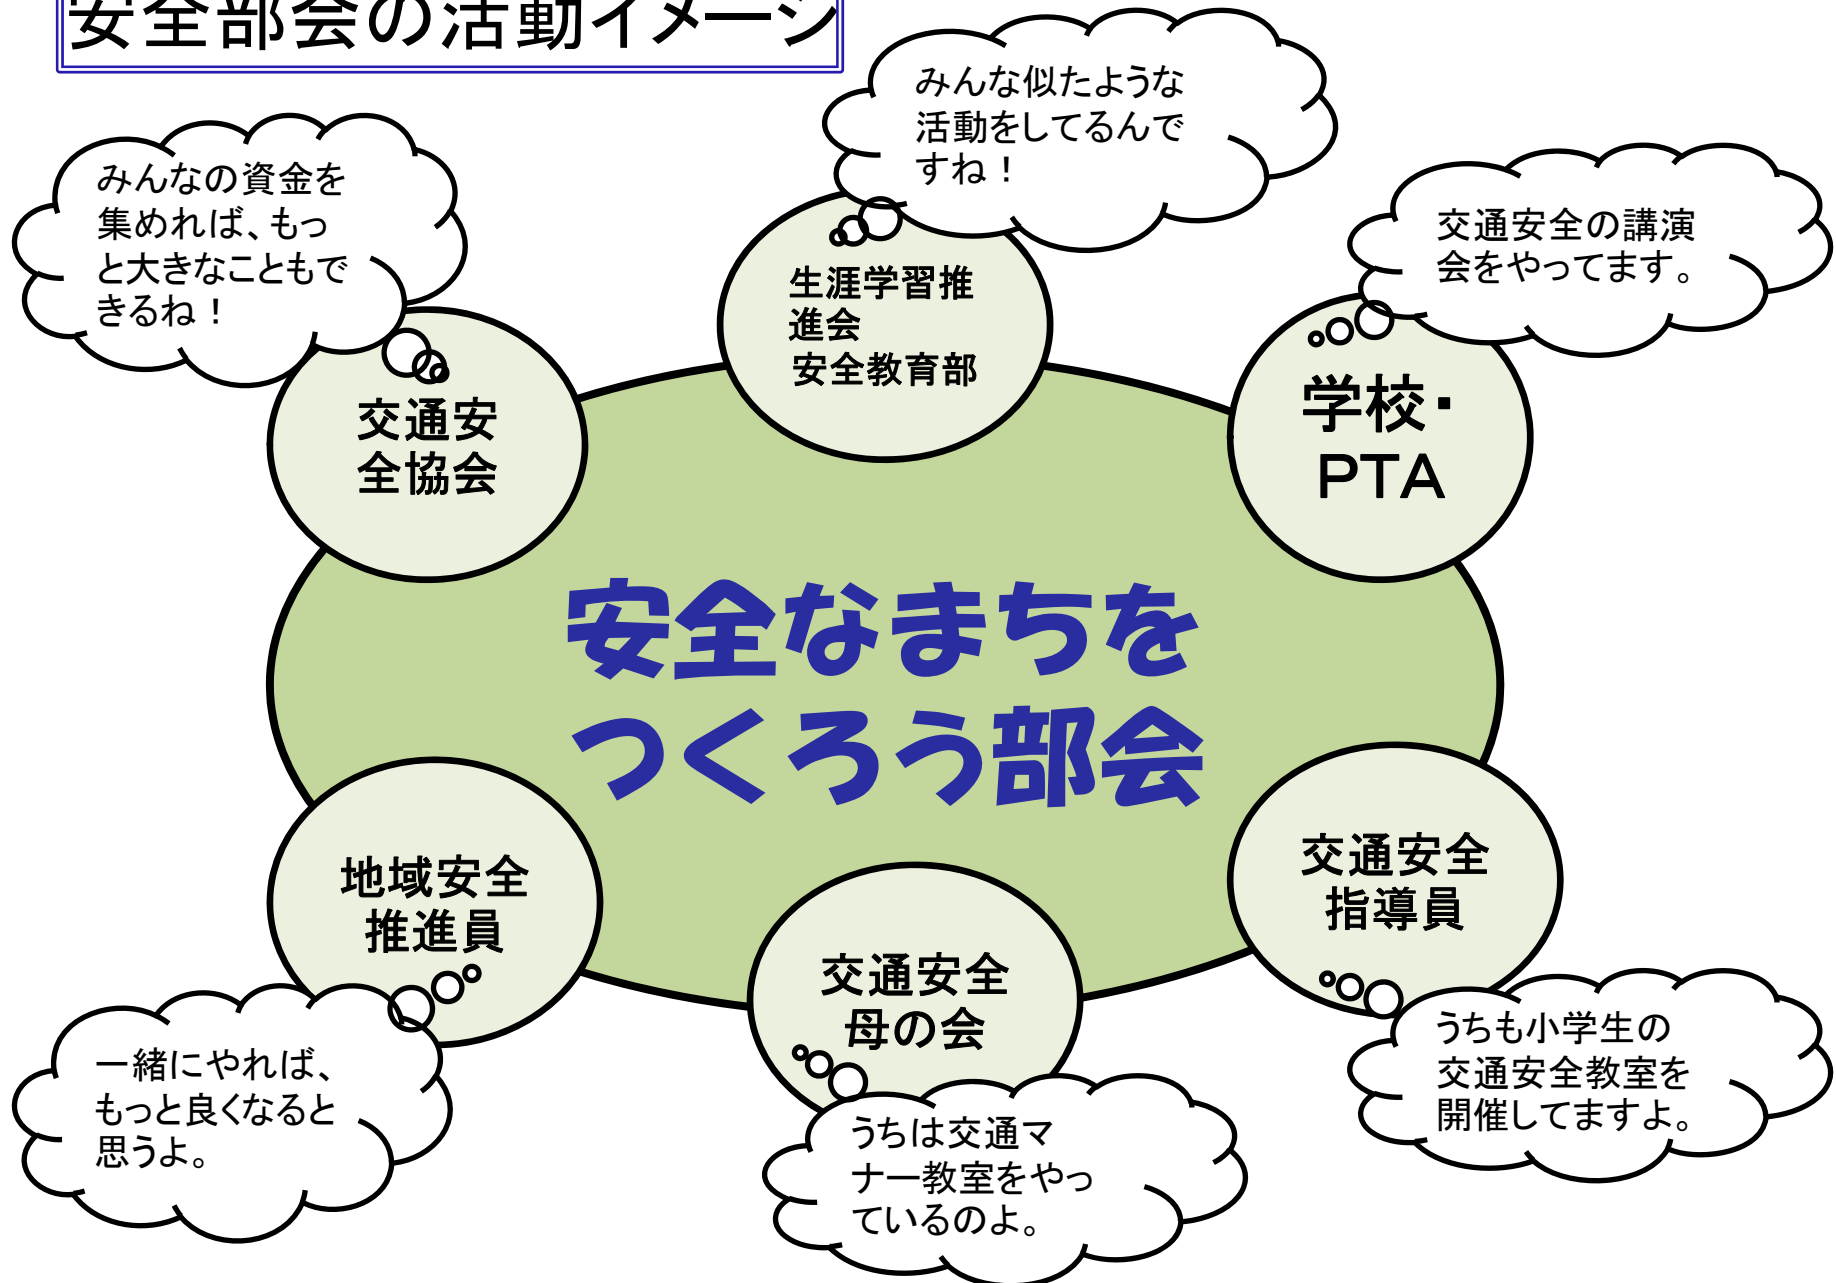 安全部会の活動イメージ
みんな似たような
活動をしてるんで
すね！
みんなの資金を
集めれば、もっ
と大きなこともで
きるね！
交通安全の講演
会をやってます。
生涯学習推
進会
安全教育部
学校・
ＰＴＡ
交通安
全協会
安全なまちを
つくろう部会
地域安全
推進員
交通安全
指導員
交通安全
母の会
一緒にやれば、
もっと良くなると
思うよ。
うちも小学生の
交通安全教室を
開催してますよ。
うちは交通マ
ナー教室をやっ
ているのよ。